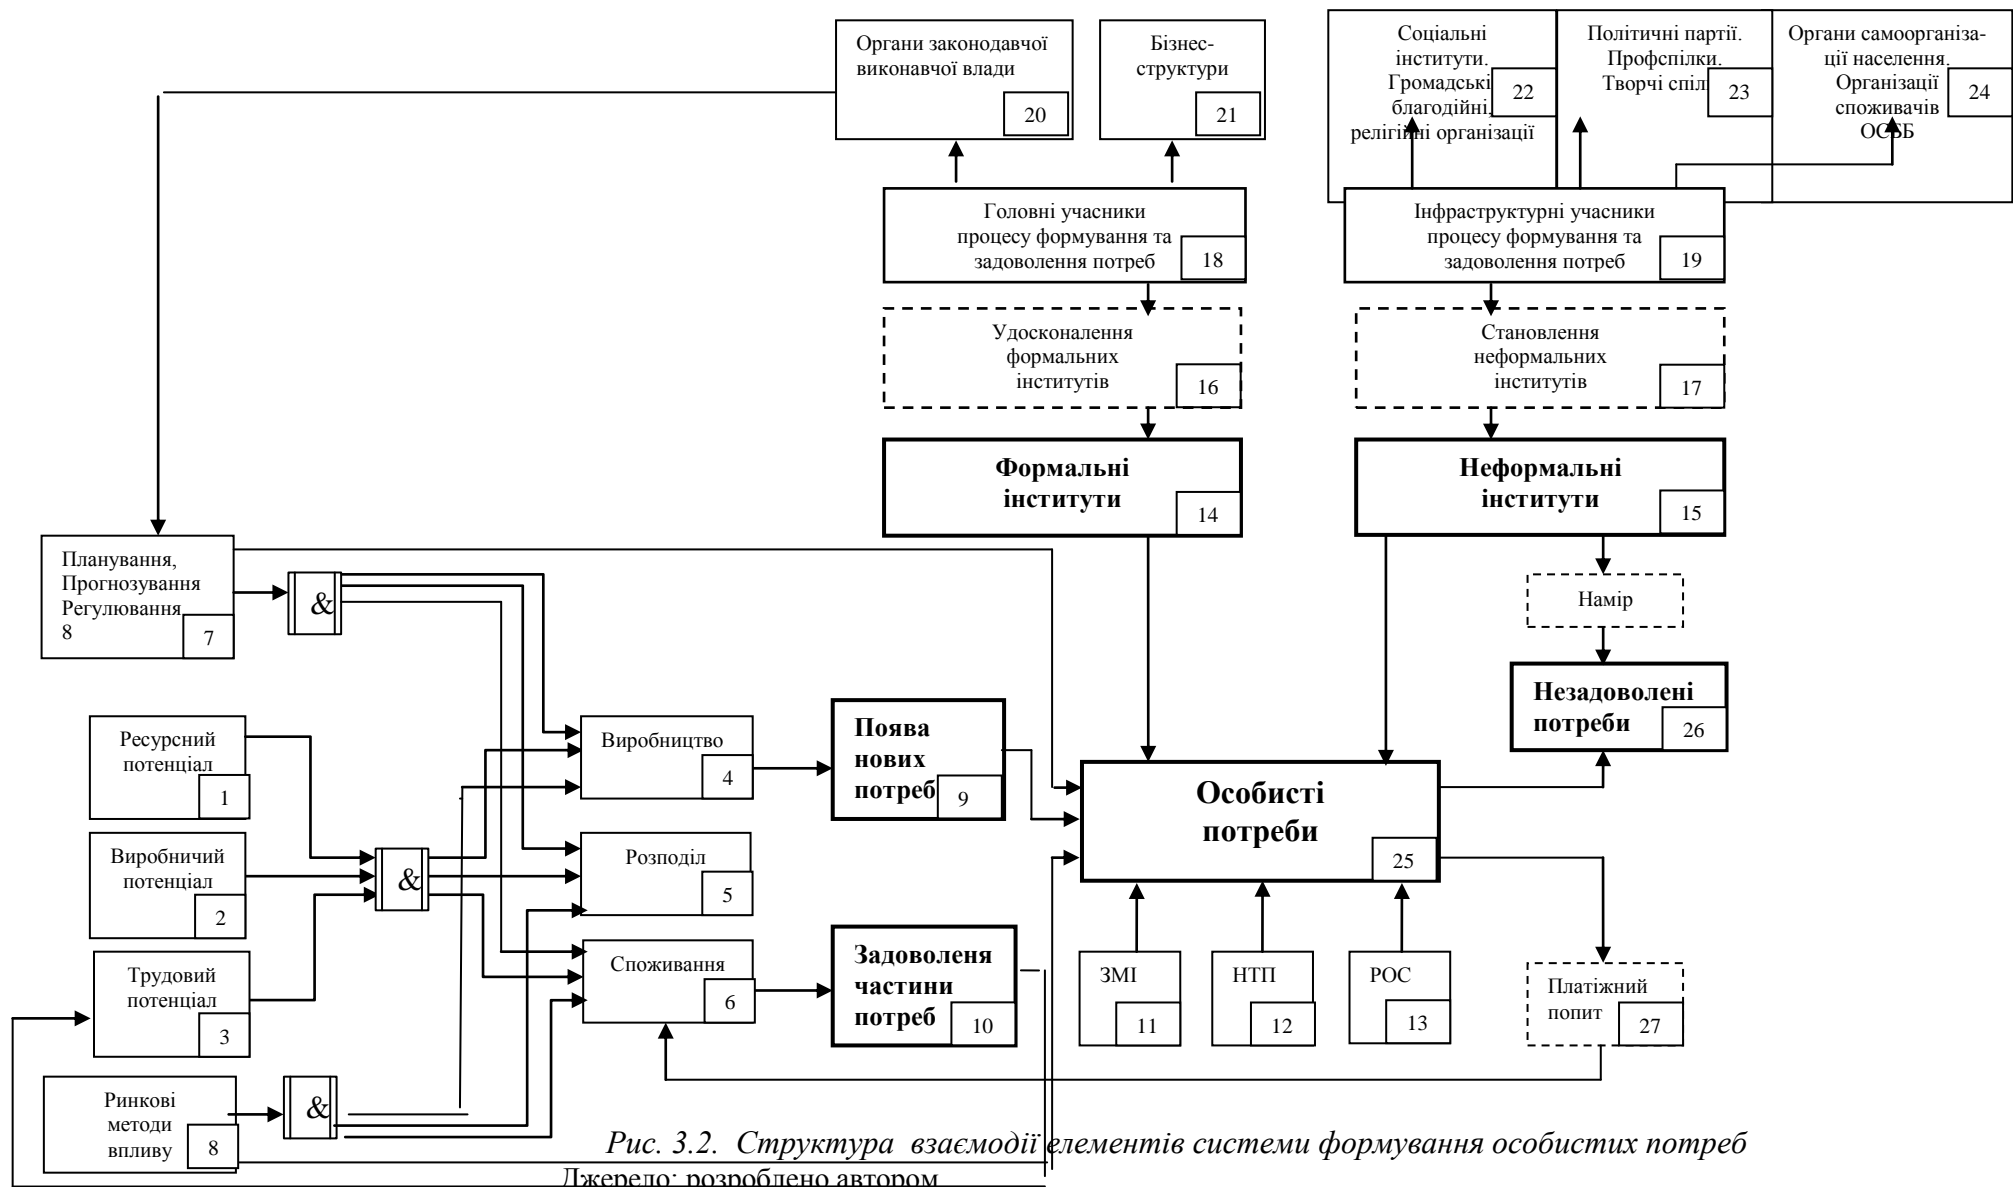 Органи законодавчої
виконавчої влади
20
Бізнес-
структури
21
Соціальні
інститути.
Громадські
благодійні,
релігійні організації
22
Політичні партії.
Профспілки.
Творчі спіл
23
Органи самоорганіза-
ції населення.
Організації
споживачів
ОСББ
24
Головні учасники
процесу формування та
задоволення потреб
18
Інфраструктурні учасники
процесу формування та
задоволення потреб
19
Удосконалення
формальних
інститутів
16
Становлення
неформальних
інститутів
17
Формальні
інститути
14
Неформальні
інститути
15
Планування,
Прогнозування
Регулювання
8
7
&
Намір
Незадоволені
потреби
26
Ресурсний
потенціал
1
Виробництво
4
Поява
нових
потреб
9
Особисті
потреби
25
Виробничий
потенціал
2
&
Розподіл
5
Трудовий
потенціал
3
Споживання
6
Задоволеня
частини
потреб
10
ЗМІ
11
НТП
12
РОС
13
Платіжний
попит
27
Ринкові
методи
впливу
8
&
Рис. 3.2. Структура взаємодії елементів системи формування особистих потреб
Джерело: розроблено автором